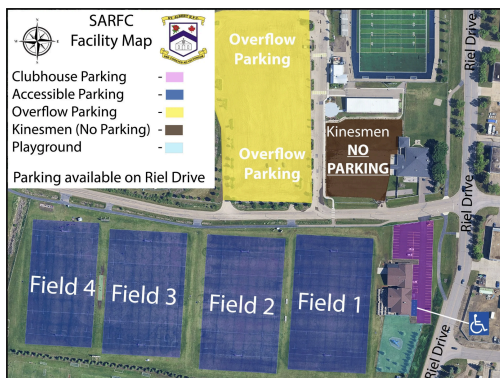 SARFC
Facility Map
Clubhouse Parking -
Accessible Parking -
Overflow Parking -
Kinesmen (No Parking) -
Playground -
Parking available on Riel Drive
Overflow
Parking
Overflow
Parking
Kinesmen
NO
PARKING
Riel Drive
Riel Drive
Riel Drive
Field 4
Field 3
Field 2
Field 1